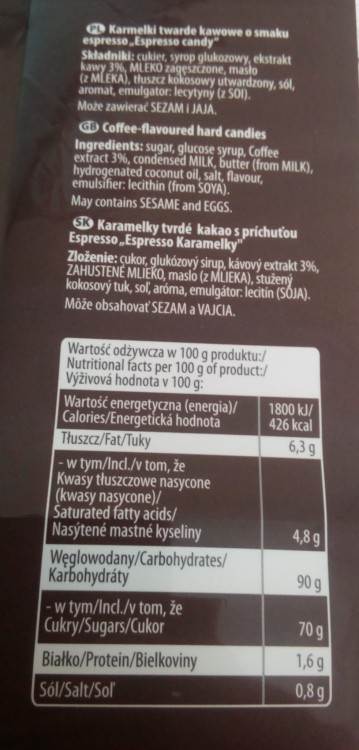 PL Karmelki twarde kawowe o smaku
espresso „Espresso candy"
Składniki: cukier, syrop glukozowy, ekstrakt
kawy 3%, MLEKO zagęszczone, masło
(z MLEKA), tłuszcz kokosowy utwardzony, sól,
aromat, emulgator: lecytyny (z SOI).
Może zawierać SEZAM i JAJA.
GB Coffee-flavoured hard candies
Ingredients: sugar, glucose syrup, Coffee
extract 3%, condensed MILK, butter (from MILK),
hydrogenated coconut oil, salt, flavour,
emulsifier: lecithin (from SOYA).
May contains SESAME and EGGS.
SK Karamelky tvrdé kakao s príchuťou
Espresso „Espresso Karamelky"
Zloženie: cukor, glukózový sirup, kávový extrakt 3%,
ZAHUSTENÉ MLIEKO, maslo (z MLIEKA), stužený
kokosový tuk, soľ, aróma, emulgátor: lecitín (SÓJA).
Môže obsahovať SEZAM a VAJCIA.
Wartość odżywcza w 100 g produktu:/
Nutritional facts per 100 g of product:/
Výživová hodnota v 100 g:
Wartość energetyczna (energia)/ 1800 kJ/
Calories/Energetická hodnota 426 kcal
Tłuszcz/Fat/Tuky 6,3 g
- w tym/Incl./v tom, že
Kwasy tłuszczowe nasycone
(kwasy nasycone)/
Saturated fatty acids/
Nasýtené mastné kyseliny 4,8 g
Węglowodany/Carbohydrates/
Karbohydráty 90 g
- w tym/Incl./v tom, že
Cukry/Sugars/Cukor 70 g
Białko/Protein/Bielkoviny 1,6 g
Sól/Salt/Soľ 0,8 g